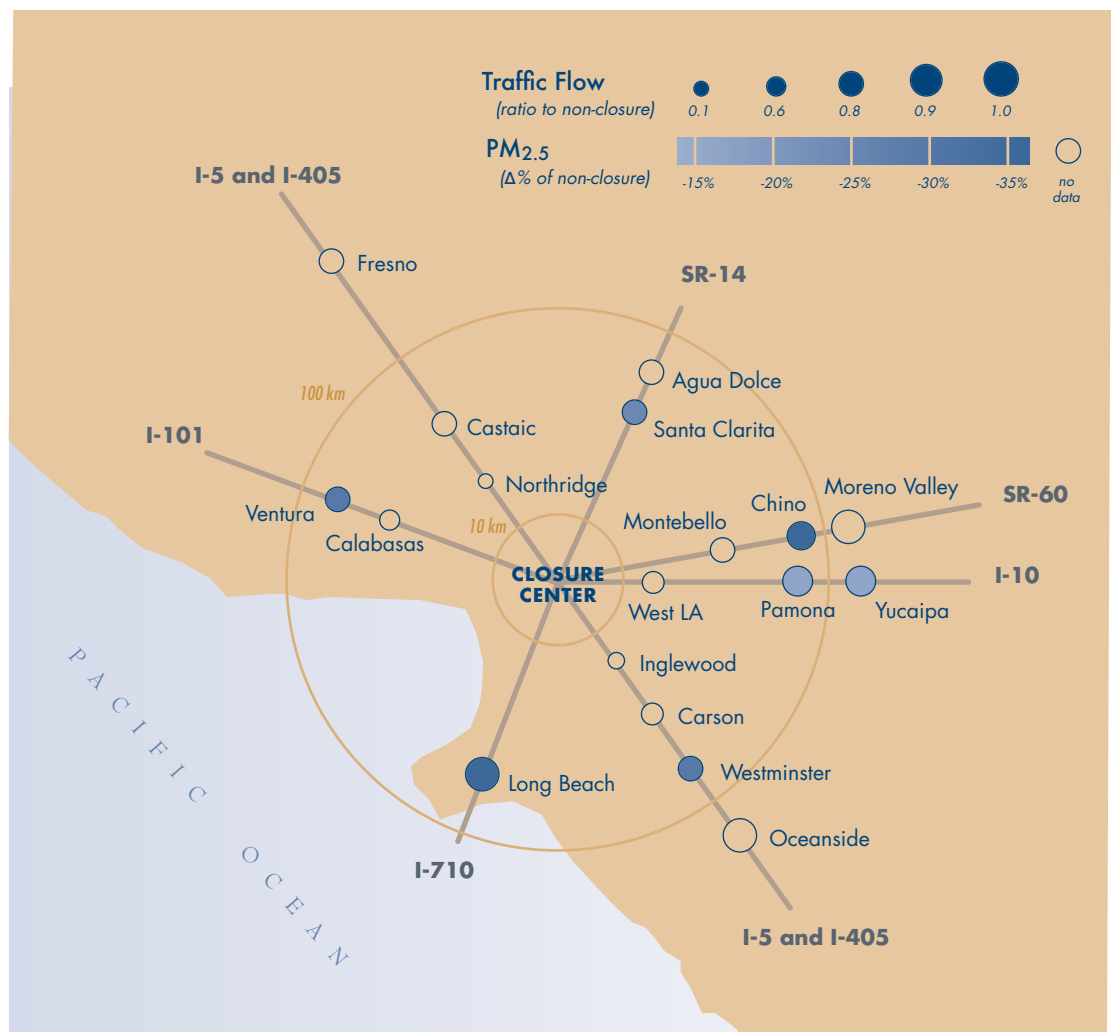 Traffic Flow
(ratio to non-closure)
0.1 0.6 0.8 0.9 1.0
PM2.5
(Δ% of non-closure)
-15% -20% -25% -30% -35%
no
data
I-5 and I-405
Fresno
SR-14
Agua Dolce
100 km
Castaic
Santa Clarita
I-101
Northridge
Moreno Valley
SR-60
Chino
Ventura
10 km
Montebello
Calabasas
CLOSURE
CENTER
I-10
West LA
Pamona
Yucaipa
Inglewood
PACIFIC OCEAN
Carson
Westminster
Long Beach
Oceanside
I-710
I-5 and I-405